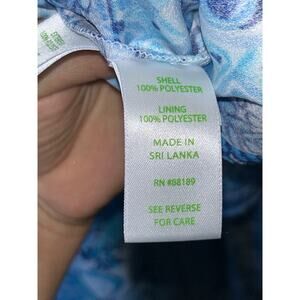 SHELL
100% POLYESTER
LINING
100% POLYESTER
MADE IN
SRI LANKA
RN #88189
SEE REVERSE
FOR CARE